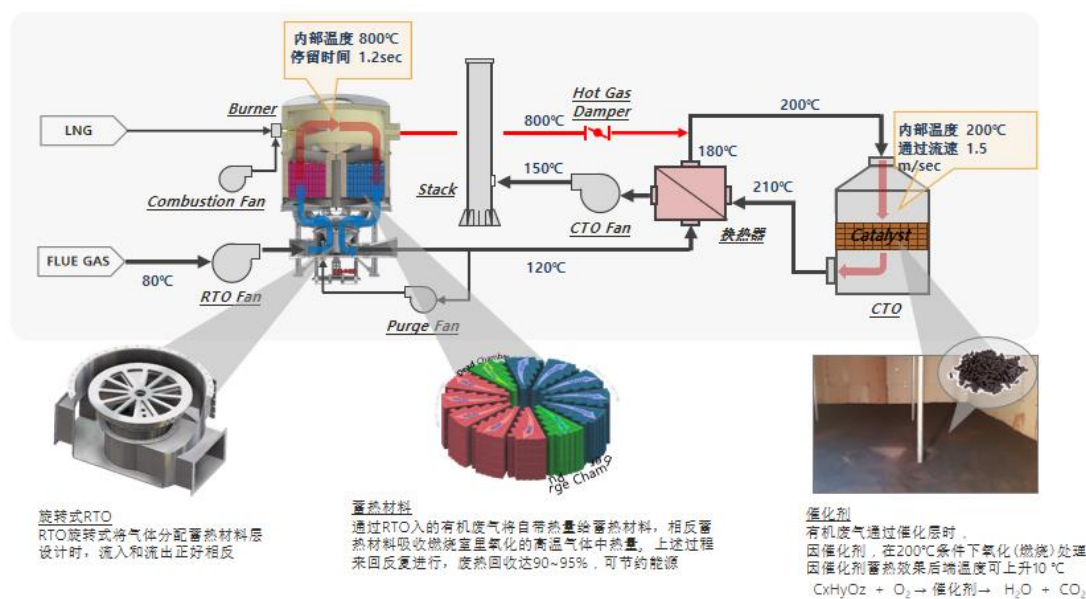 内部温度 800℃
停留时间 1.2sec
Burner
LNG
Combustion Fan
Stack
Hot Gas
Damper
800℃
200℃
内部温度 200℃
通过流速 1.5
m/sec
180℃
150℃
210℃
CTO Fan
换热器
Catalyst
CTO
FLUE GAS
80℃
RTO Fan
120℃
Purge Fan
Dead Chamber
旋转式RTO
RTO旋转式将气体分配蓄热材料层
设计时，流入和流出正好相反
蓄热材料
通过RTO入的有机废气将自带热量给蓄热材料，相反蓄
热材料吸收燃烧室里氧化的高温气体中热量。上述过程
来回反复进行，废热回收达90~95%，可节约能源
催化剂
有机废气通过催化层时，
因催化剂，在200℃条件下氧化(燃烧)处理
因催化剂蓄热效果后端温度可上升10 ℃
CxHyOz + O₂ → 催化剂→ H₂O + CO₂